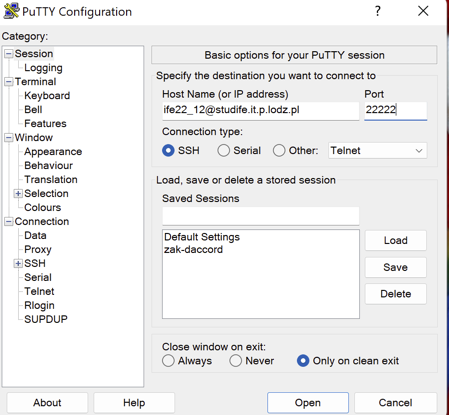 PuTTY Configuration
?
Category:
Session
Logging
Terminal
Keyboard
Bell
Features
Window
Appearance
Behaviour
Translation
Selection
Colours
Connection
Data
Proxy
SSH
Serial
Telnet
Rlogin
SUPDUP
Basic options for your PuTTY session
Specify the destination you want to connect to
Host Name (or IP address) Port
ife22_12@studife.it.p.lodz.pl 22222
Connection type:
SSH Serial Other: Telnet
Load, save or delete a stored session
Saved Sessions
Default Settings
zak-daccord
Load
Save
Delete
Close window on exit:
Always Never Only on clean exit
About Help Open Cancel